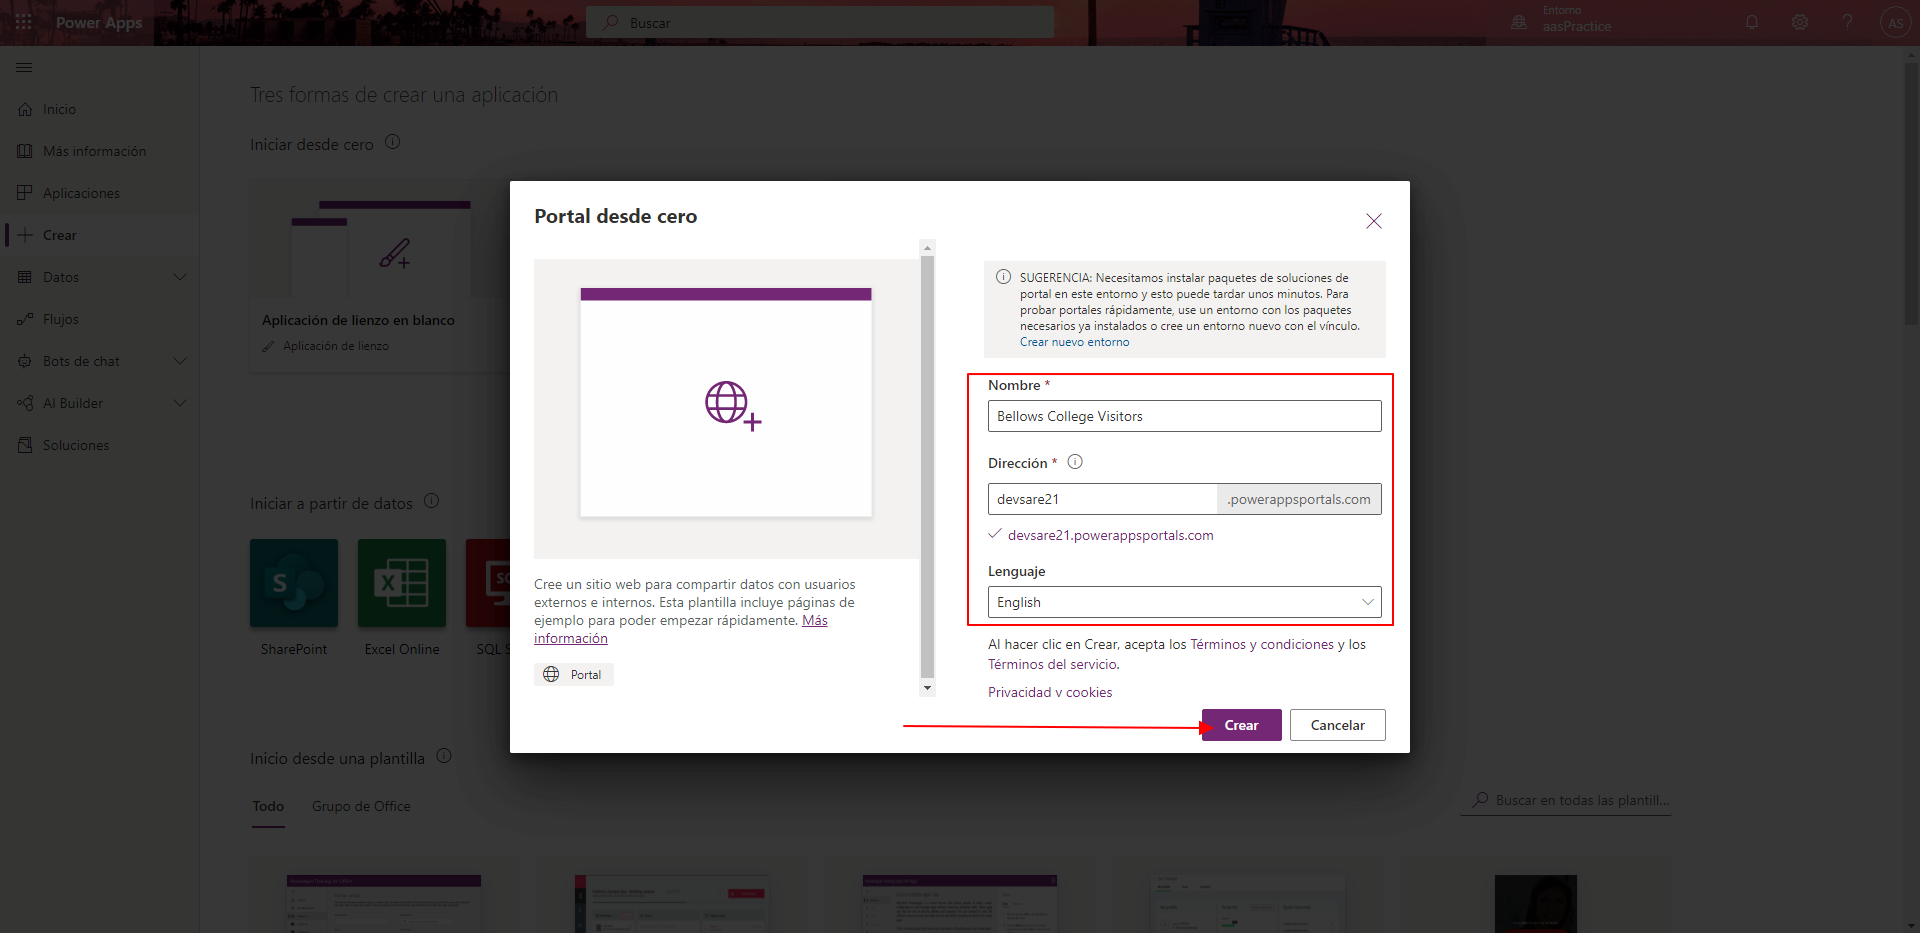 Power Apps
Buscar
Entorno
aasPractice
AS
Inicio
Más información
Aplicaciones
Crear
Datos
Flujos
Bots de chat
AI Builder
Soluciones
Tres formas de crear una aplicación
Iniciar desde cero
Aplicación de lienzo en blanco
Aplicación de lienzo
Iniciar a partir de datos
SharePoint
Excel Online
SQL S
Inicio desde una plantilla
Todo
Grupo de Office
Buscar en todas las plantill...
Portal desde cero
Cree un sitio web para compartir datos con usuarios
externos e internos. Esta plantilla incluye páginas de
ejemplo para poder empezar rápidamente. Más
información
Portal
SUGERENCIA: Necesitamos instalar paquetes de soluciones de
portal en este entorno y esto puede tardar unos minutos. Para
probar portales rápidamente, use un entorno con los paquetes
necesarios ya instalados o cree un entorno nuevo con el vínculo.
Crear nuevo entorno
Nombre *
Bellows College Visitors
Dirección *
devsare21 .powerappsportals.com
devsare21.powerappsportals.com
Lenguaje
English
Al hacer clic en Crear, acepta los Términos y condiciones y los
Términos del servicio.
Privacidad y cookies
Crear
Cancelar